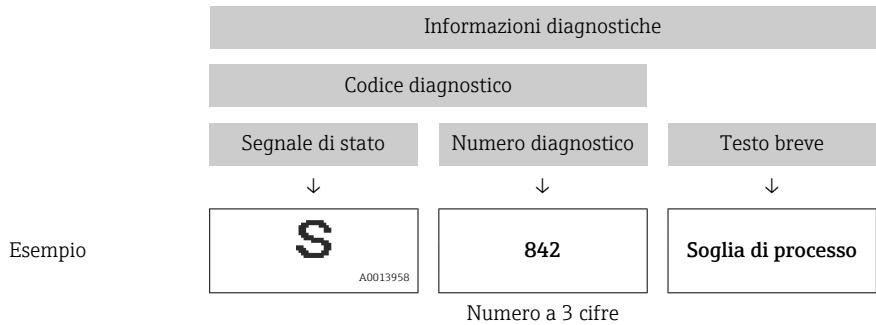 Informazioni diagnostiche
Codice diagnostico
Segnale di stato Numero diagnostico Testo breve
↓ ↓ ↓
Esempio S 842 Soglia di processo
A0013958
Numero a 3 cifre